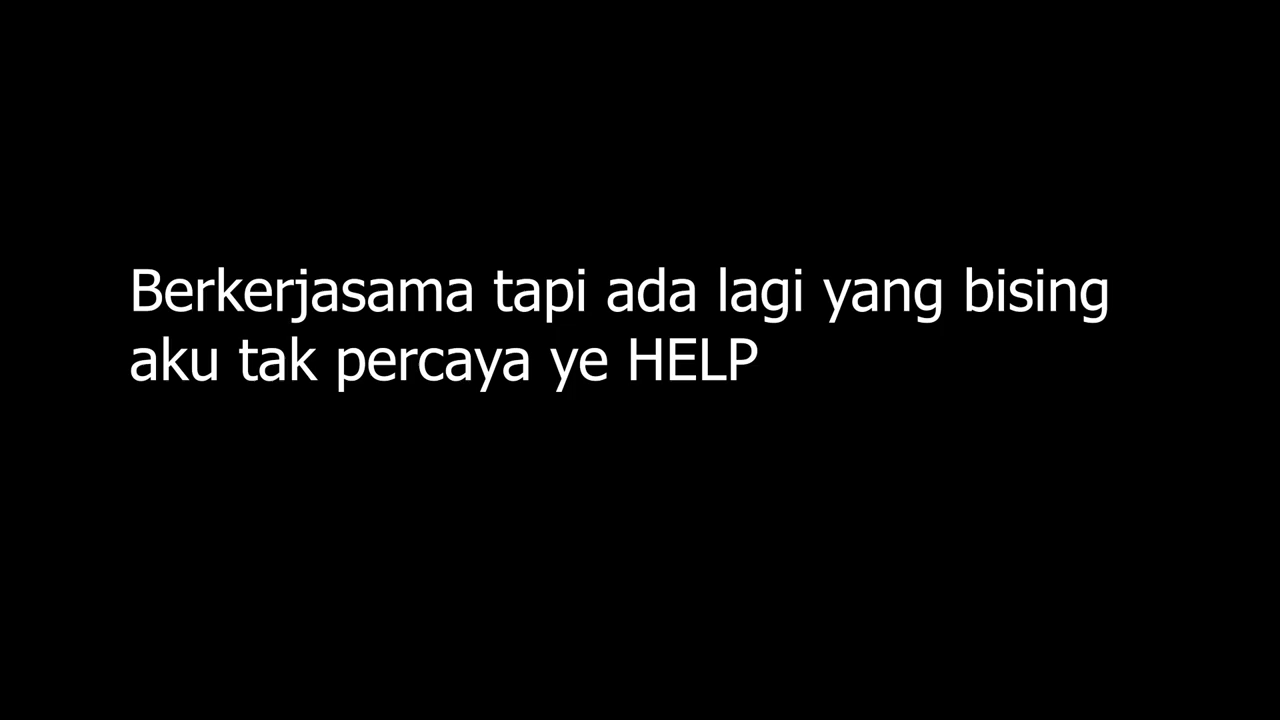 Berkerjasama tapi ada lagi yang bising
aku tak percaya ye HELP